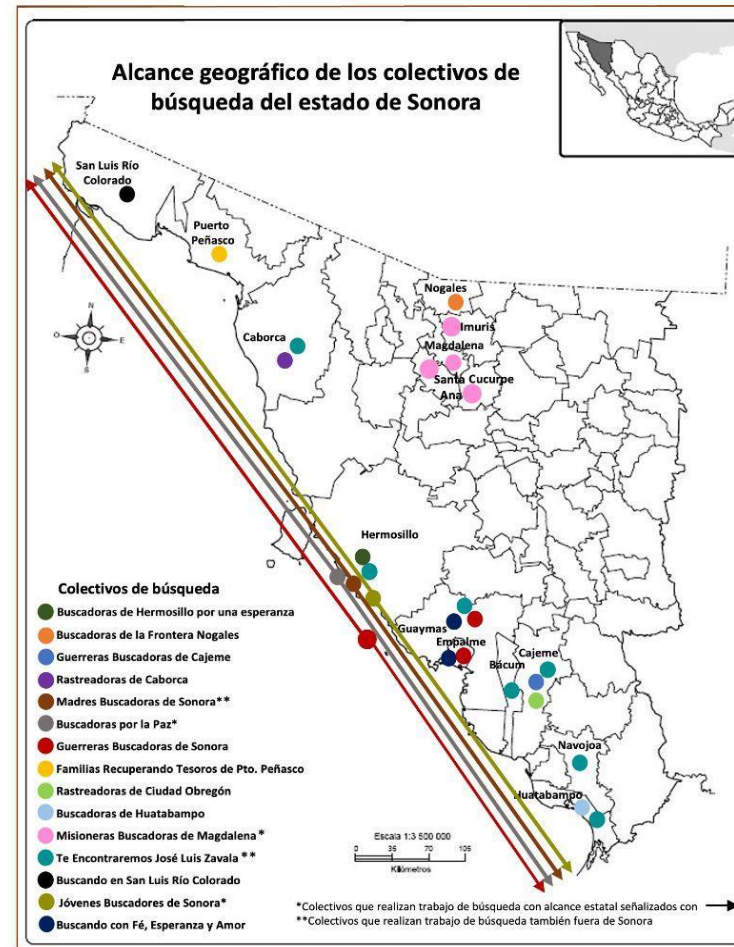 Alcance geográfico de los colectivos de
búsqueda del estado de Sonora
San Luis Río
Colorado
Puerto
Peñasco
Nogales
Imuris
Magdalena
Caborca
Santa Cucurpe
Ana
N
O
E
S
Hermosillo
Guaymas
Empalme
Cajeme
Bácum
Navojoa
Huatabampo
Colectivos de búsqueda
Buscadoras de Hermosillo por una esperanza
Buscadoras de la Frontera Nogales
Guerreras Buscadoras de Cajeme
Rastreadoras de Caborca
Madres Buscadoras de Sonora**
Buscadoras por la Paz*
Guerreras Buscadoras de Sonora
Familias Recuperando Tesoros de Pto. Peñasco
Rastreadoras de Ciudad Obregón
Buscadoras de Huatabampo
Misioneras Buscadoras de Magdalena*
Te Encontraremos José Luis Zavala**
Buscando en San Luis Río Colorado
Jóvenes Buscadores de Sonora*
Buscando con Fé, Esperanza y Amor
Escala 1:3 500 000
0 35 70 105
Kilómetros
*Colectivos que realizan trabajo de búsqueda con alcance estatal señalizados con
**Colectivos que realizan trabajo de búsqueda también fuera de Sonora